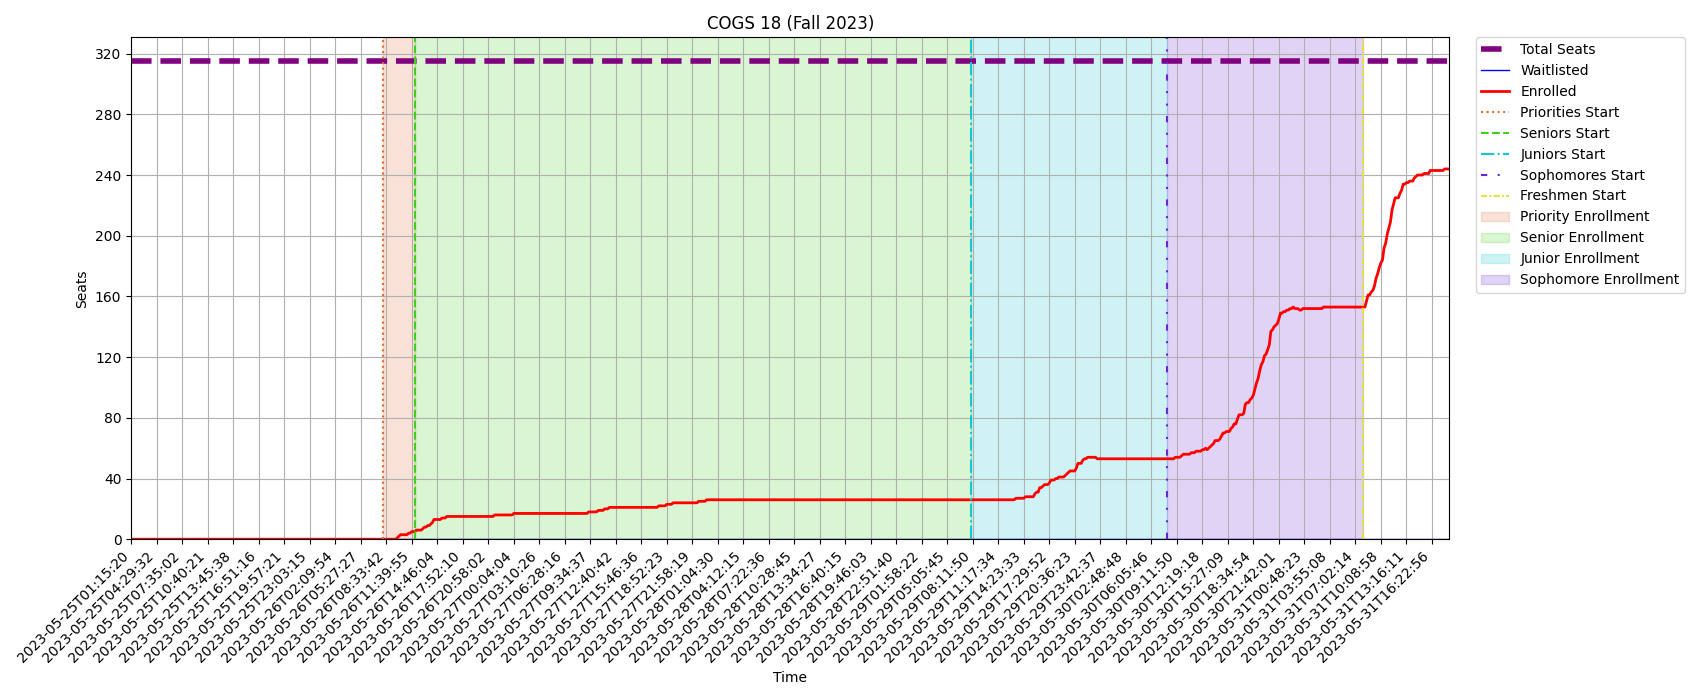 COGS 18 (Fall 2023)
Seats
320
280
240
200
160
120
80
40
0
2023-05-25T01:15:20
2023-05-25T04:29:32
2023-05-25T07:35:02
2023-05-25T10:40:21
2023-05-25T13:45:38
2023-05-25T16:51:16
2023-05-25T19:57:21
2023-05-25T23:03:15
2023-05-26T02:09:54
2023-05-26T05:27:27
2023-05-26T08:33:42
2023-05-26T11:39:55
2023-05-26T14:46:04
2023-05-26T17:52:10
2023-05-26T20:58:02
2023-05-27T00:04:04
2023-05-27T03:10:26
2023-05-27T06:28:16
2023-05-27T09:34:37
2023-05-27T12:40:42
2023-05-27T15:46:36
2023-05-27T18:52:23
2023-05-27T21:58:19
2023-05-28T01:04:30
2023-05-28T04:12:15
2023-05-28T07:22:36
2023-05-28T10:28:45
2023-05-28T13:34:27
2023-05-28T16:40:15
2023-05-28T19:46:03
2023-05-28T22:51:40
2023-05-29T01:58:22
2023-05-29T05:05:45
2023-05-29T08:11:50
2023-05-29T11:17:34
2023-05-29T14:23:33
2023-05-29T17:29:52
2023-05-29T20:36:23
2023-05-29T23:42:37
2023-05-30T02:48:48
2023-05-30T06:05:46
2023-05-30T09:11:50
2023-05-30T12:19:18
2023-05-30T15:27:09
2023-05-30T18:34:54
2023-05-30T21:42:01
2023-05-31T00:48:23
2023-05-31T03:55:08
2023-05-31T07:02:14
2023-05-31T10:08:58
2023-05-31T13:16:11
2023-05-31T16:22:56
Time
Total Seats
Waitlisted
Enrolled
Priorities Start
Seniors Start
Juniors Start
Sophomores Start
Freshmen Start
Priority Enrollment
Senior Enrollment
Junior Enrollment
Sophomore Enrollment